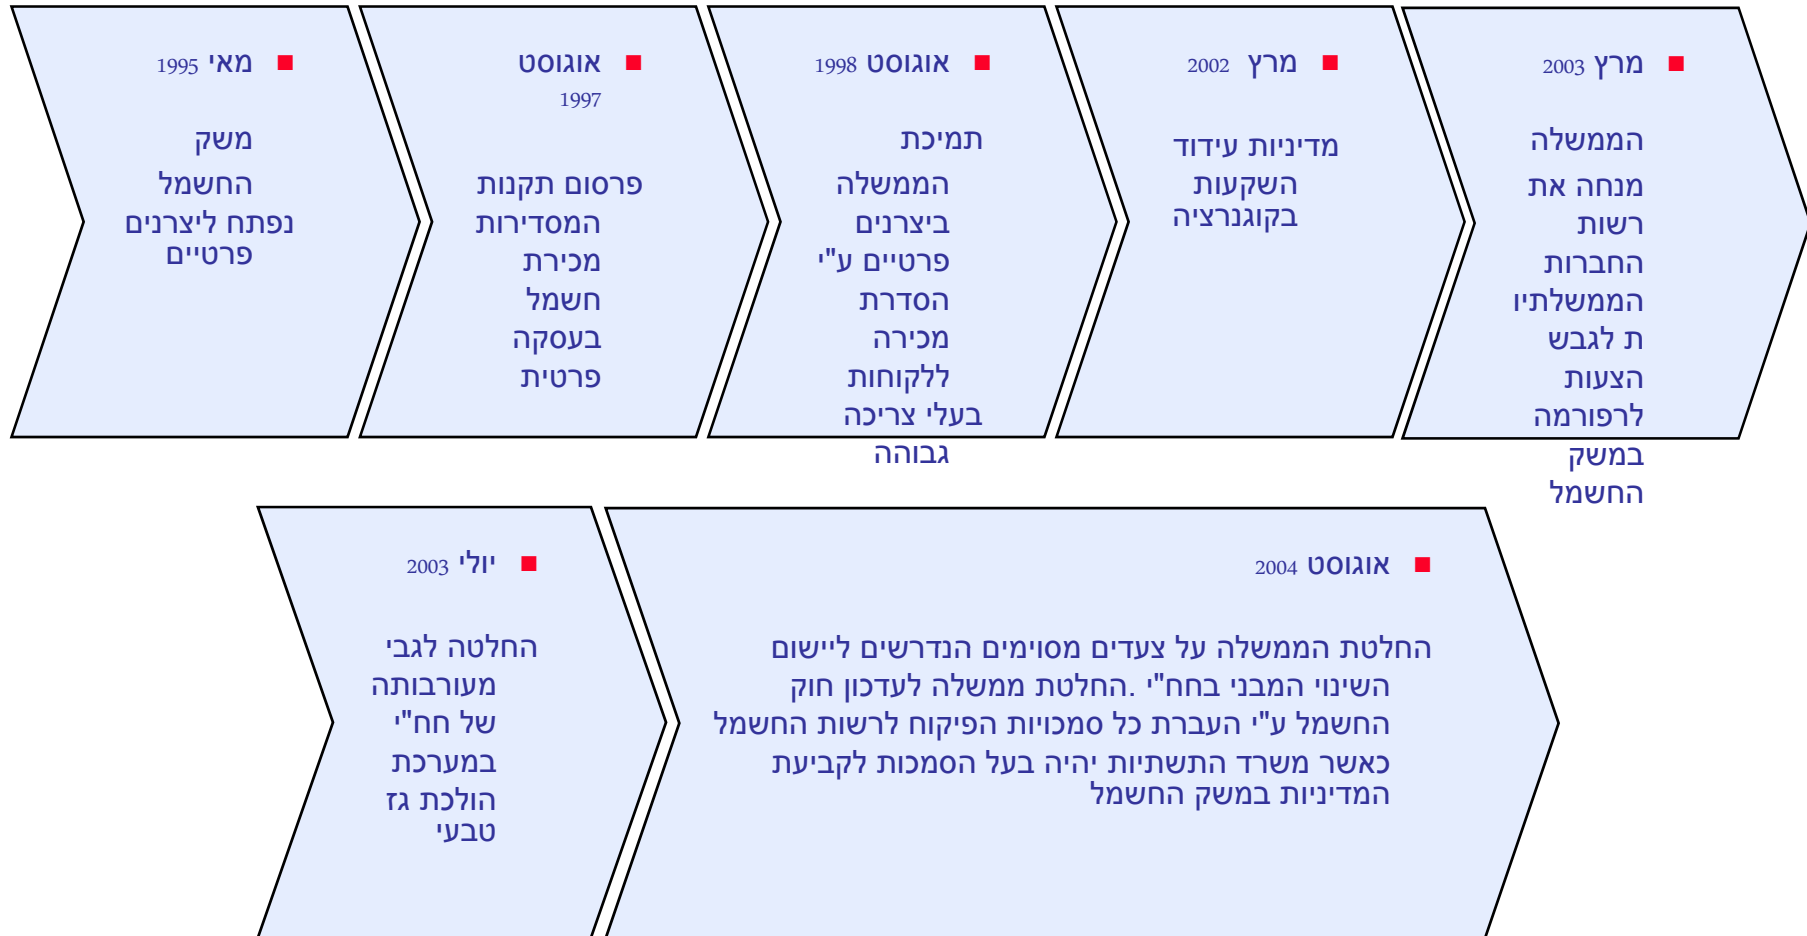 מאי 1995
משק
החשמל
נפתח ליצרנים
פרטיים
אוגוסט
1997
פרסום תקנות
המסדירות
מכירת
חשמל
בעסקה
פרטית
אוגוסט 1998
תמיכת
הממשלה
ביצרנים
פרטיים ע"י
הסדרת
מכירה
ללקוחות
בעלי צריכה
גבוהה
מרץ 2002
מדיניות עידוד
השקעות
בקוגנרציה
מרץ 2003
הממשלה
מנחה את
רשות
החברות
הממשלתיו
ת לגבש
הצעות
לרפורמה
במשק
החשמל
יולי 2003
החלטה לגבי
מעורבותה
של חח"י
במערכת
הולכת גז
טבעי
אוגוסט 2004
החלטת הממשלה על צעדים מסוימים הנדרשים ליישום
השינוי המבני בחח"י .החלטת ממשלה לעדכון חוק
החשמל ע"י העברת כל סמכויות הפיקוח לרשות החשמל
כאשר משרד התשתיות יהיה בעל הסמכות לקביעת
המדיניות במשק החשמל